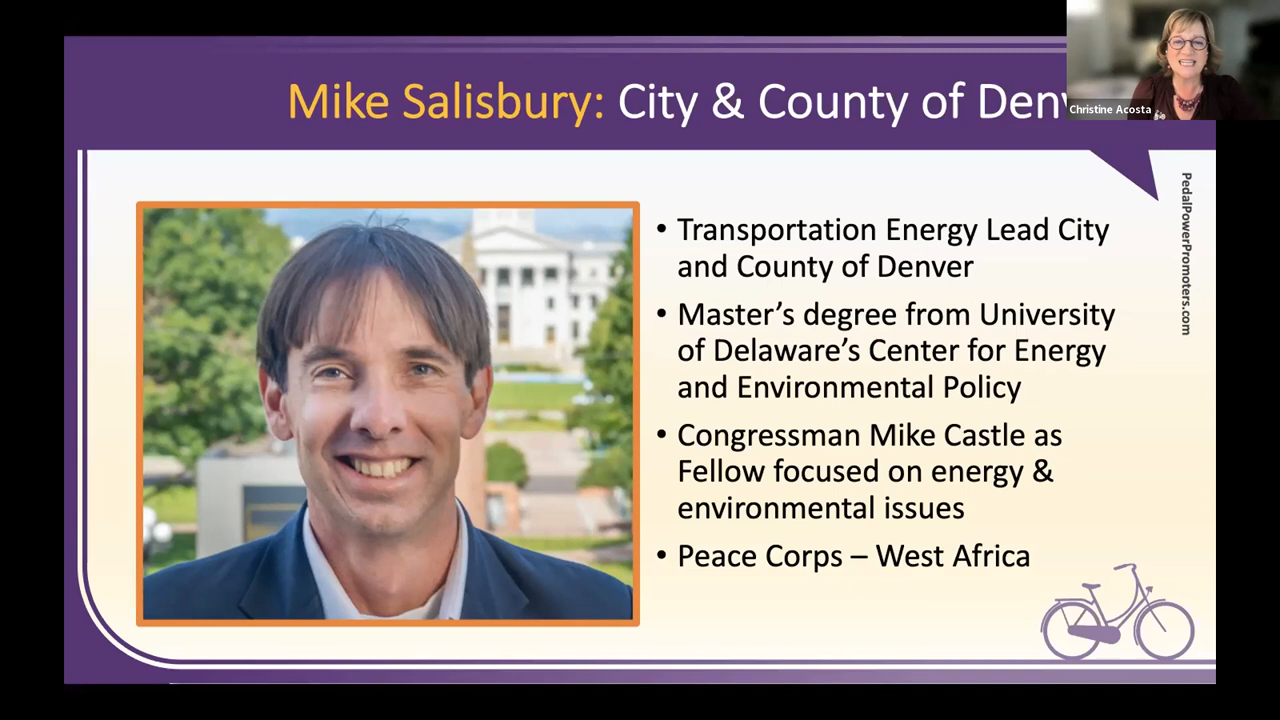 Mike Salisbury: City & County of Den
Christine Acosta
PedalPowerPromoters.com
• Transportation Energy Lead City
and County of Denver
• Master’s degree from University
of Delaware’s Center for Energy
and Environmental Policy
• Congressman Mike Castle as
Fellow focused on energy &
environmental issues
• Peace Corps – West Africa